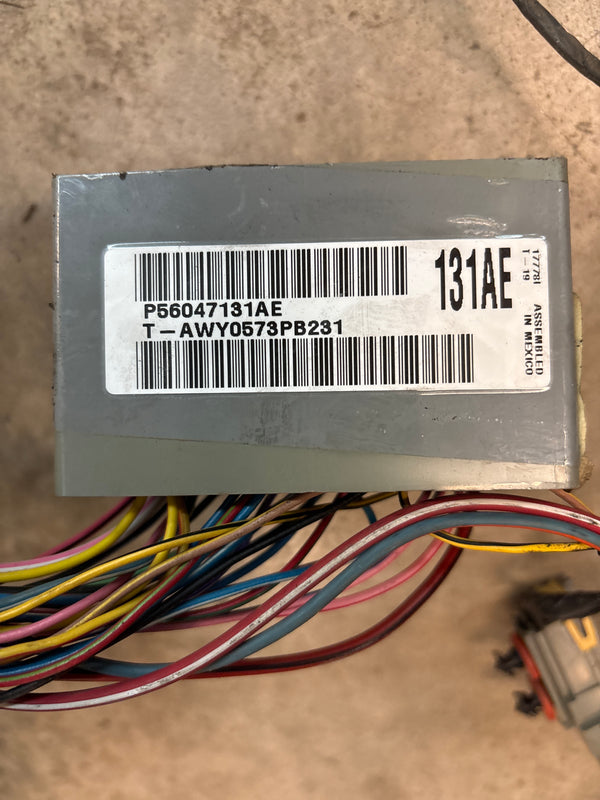 P56047131AE
T-AWY0573PB231
131AE
17778I
T-19
ASSEMBLED
IN MEXICO